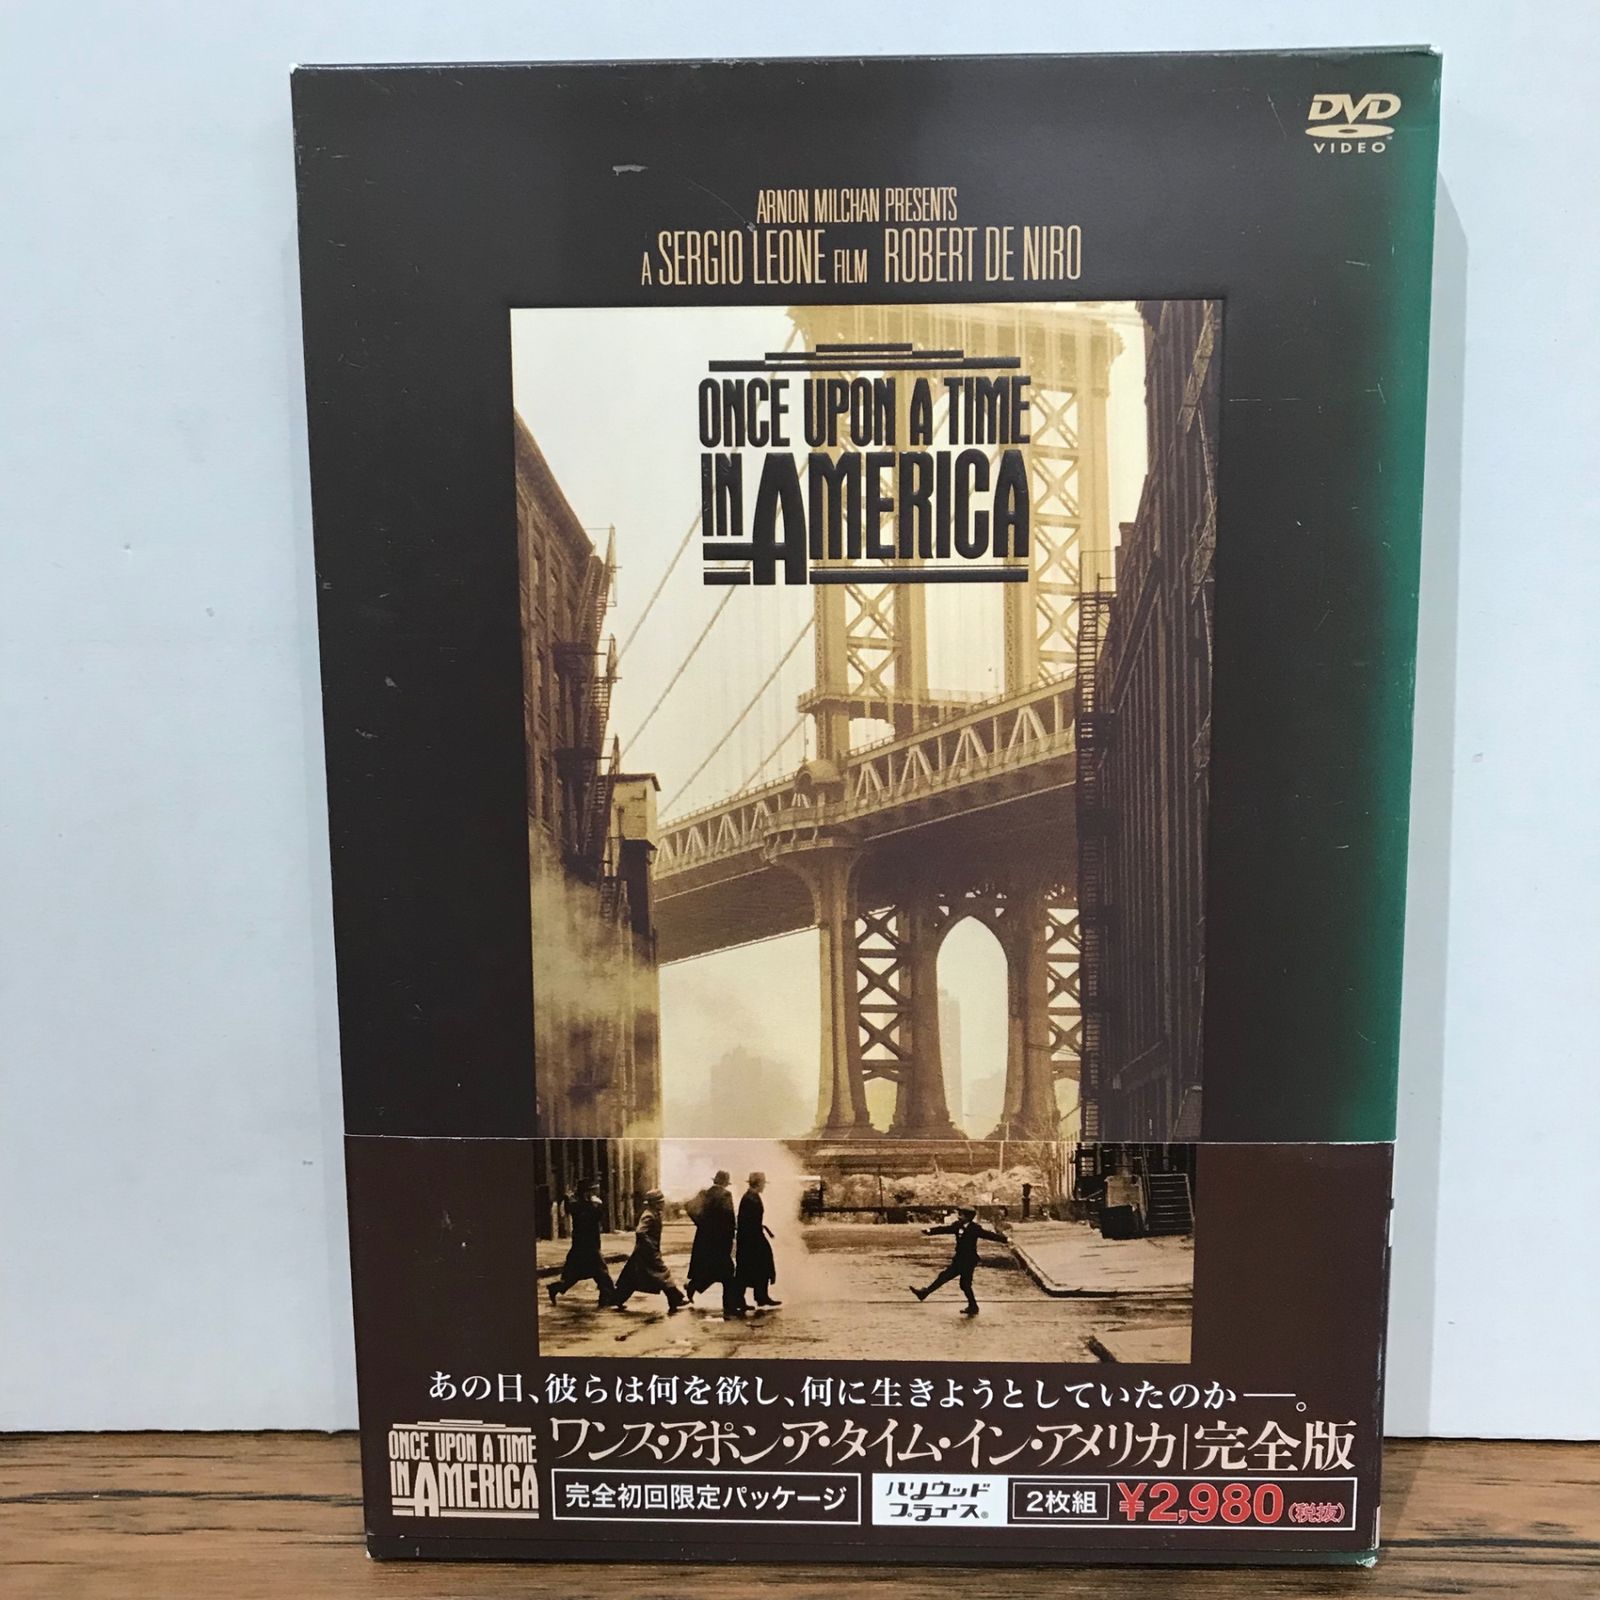 DVD
VIDEO
ARNON MILCHAN PRESENTS
A SERGIO LEONE FILM ROBERT DE NIRO
ONCE UPON A TIME
IN AMERICA
あの日、彼らは何を欲し、何に生きようとしていたのか──。
ONCE UPON A TIME
IN AMERICA
ワンス・アポン・ア・タイム・イン・アメリカ|完全版
完全初回限定パッケージ
ハリウッド
プライス®
2枚組 ¥2,980(税抜)